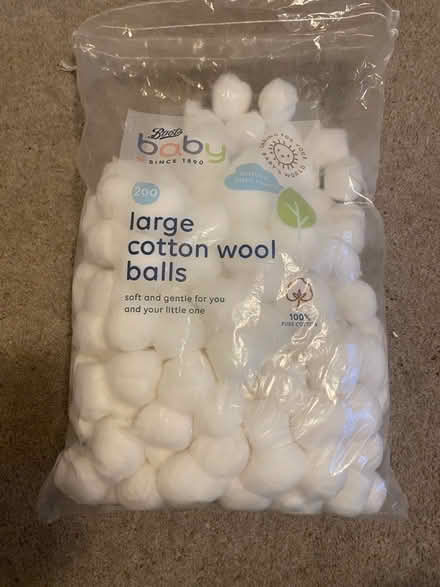 Boots
baby
SINCE 1890
200
large
cotton wool
balls
soft and gentle for you
and your little one
100%
PURE COTTON